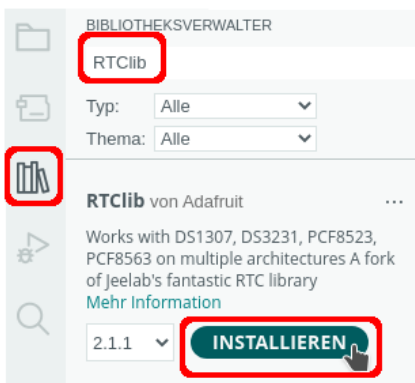 BIBLIOTHEKSVERWALTER
RTClib
Typ: Alle
Thema: Alle
RTClib von Adafruit
...
Works with DS1307, DS3231, PCF8523,
PCF8563 on multiple architectures A fork
of Jeelab's fantastic RTC library
Mehr Information
2.1.1 INSTALLIEREN